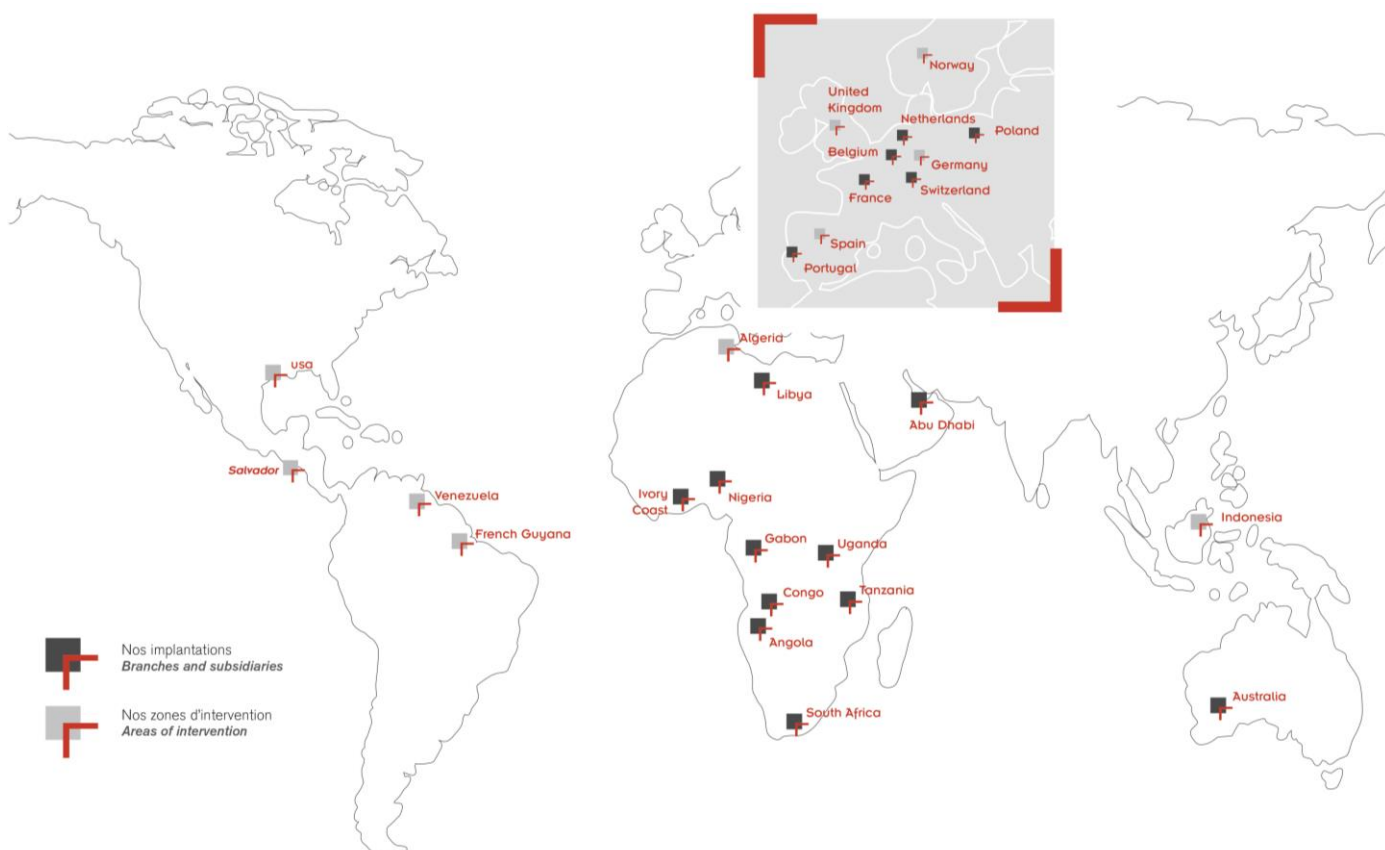 Norway
United
Kingdom
Netherlands
Poland
Belgium
Germany
Switzerland
France
Spain
Portugal
Algeria
usa
Libya
Abu Dhabi
Salvador
Venezuela
Ivory
Coast
Nigeria
Indonesia
French Guyana
Gabon
Uganda
Congo
Tanzania
Angola
Nos implantations
Branches and subsidiaries
Australia
South Africa
Nos zones d'intervention
Areas of intervention